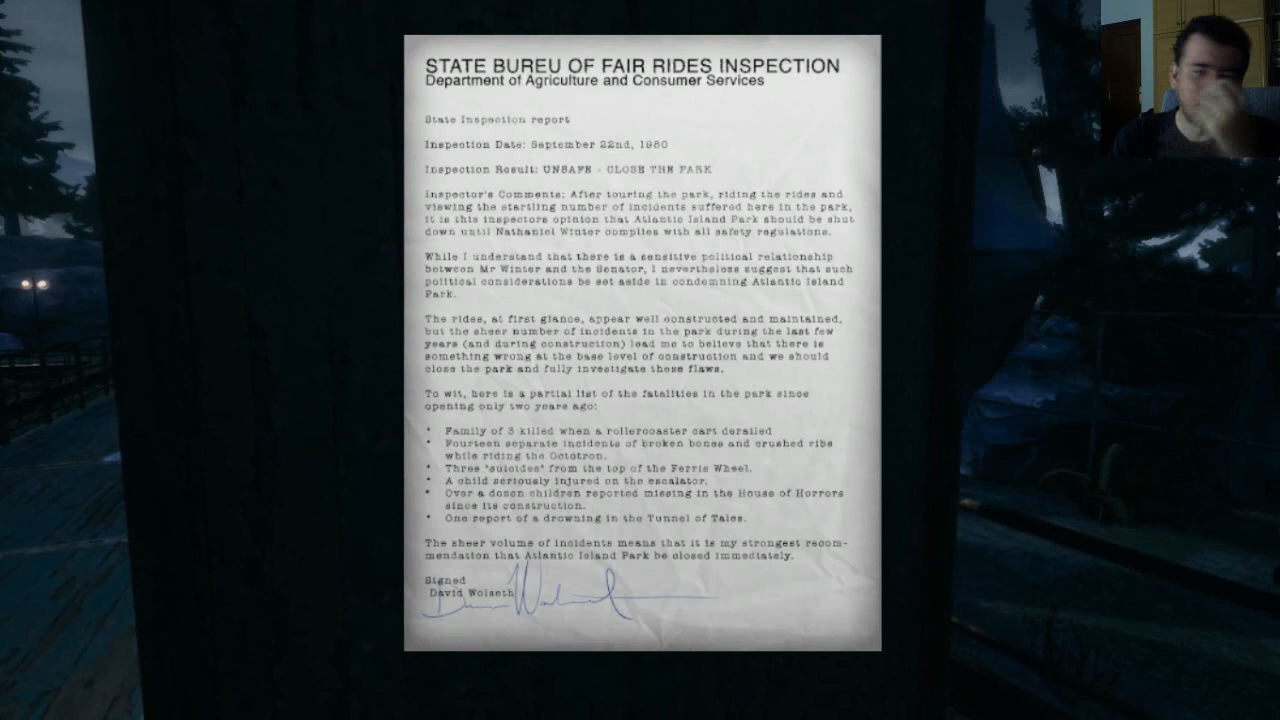 STATE BUREU OF FAIR RIDES INSPECTION
Department of Agriculture and Consumer Services
State Inspection report
Inspection Date: September 22nd, 1980
Inspection Result: UNSAFE - CLOSE THE PARK
Inspector's Comments: After touring the park, riding the rides and
viewing the startling number of incidents suffered here in the park,
it is this inspectors opinion that Atlantic Island Park should be shut
down until Nathaniel Winter complies with all safety regulations.
While I understand that there is a sensitive political relationship
between Mr Winter and the Senator, I nevertheless suggest that such
political considerations be set aside in condemning Atlantic Island
Park.
The rides, at first glance, appear well constructed and maintained,
but the sheer number of incidents in the park during the last few
years (and during construction) lead me to believe that there is
something wrong at the base level of construction and we should
close the park and fully investigate these flaws.
To wit, here is a partial list of the fatalities in the park since
opening only two years ago:
* Family of 3 killed when a rollercoaster cart derailed
* Fourteen separate incidents of broken bones and crushed ribs
while riding the Octotron.
* Three "suicides" from the top of the Ferris Wheel.
* A child seriously injured on the escalator.
* Over a dozen children reported missing in the House of Horrors
since its construction.
* One report of a drowning in the Tunnel of Tales.
The sheer volume of incidents means that it is my strongest recom-
mendation that Atlantic Island Park be closed immediately.
Signed
David Wolseth